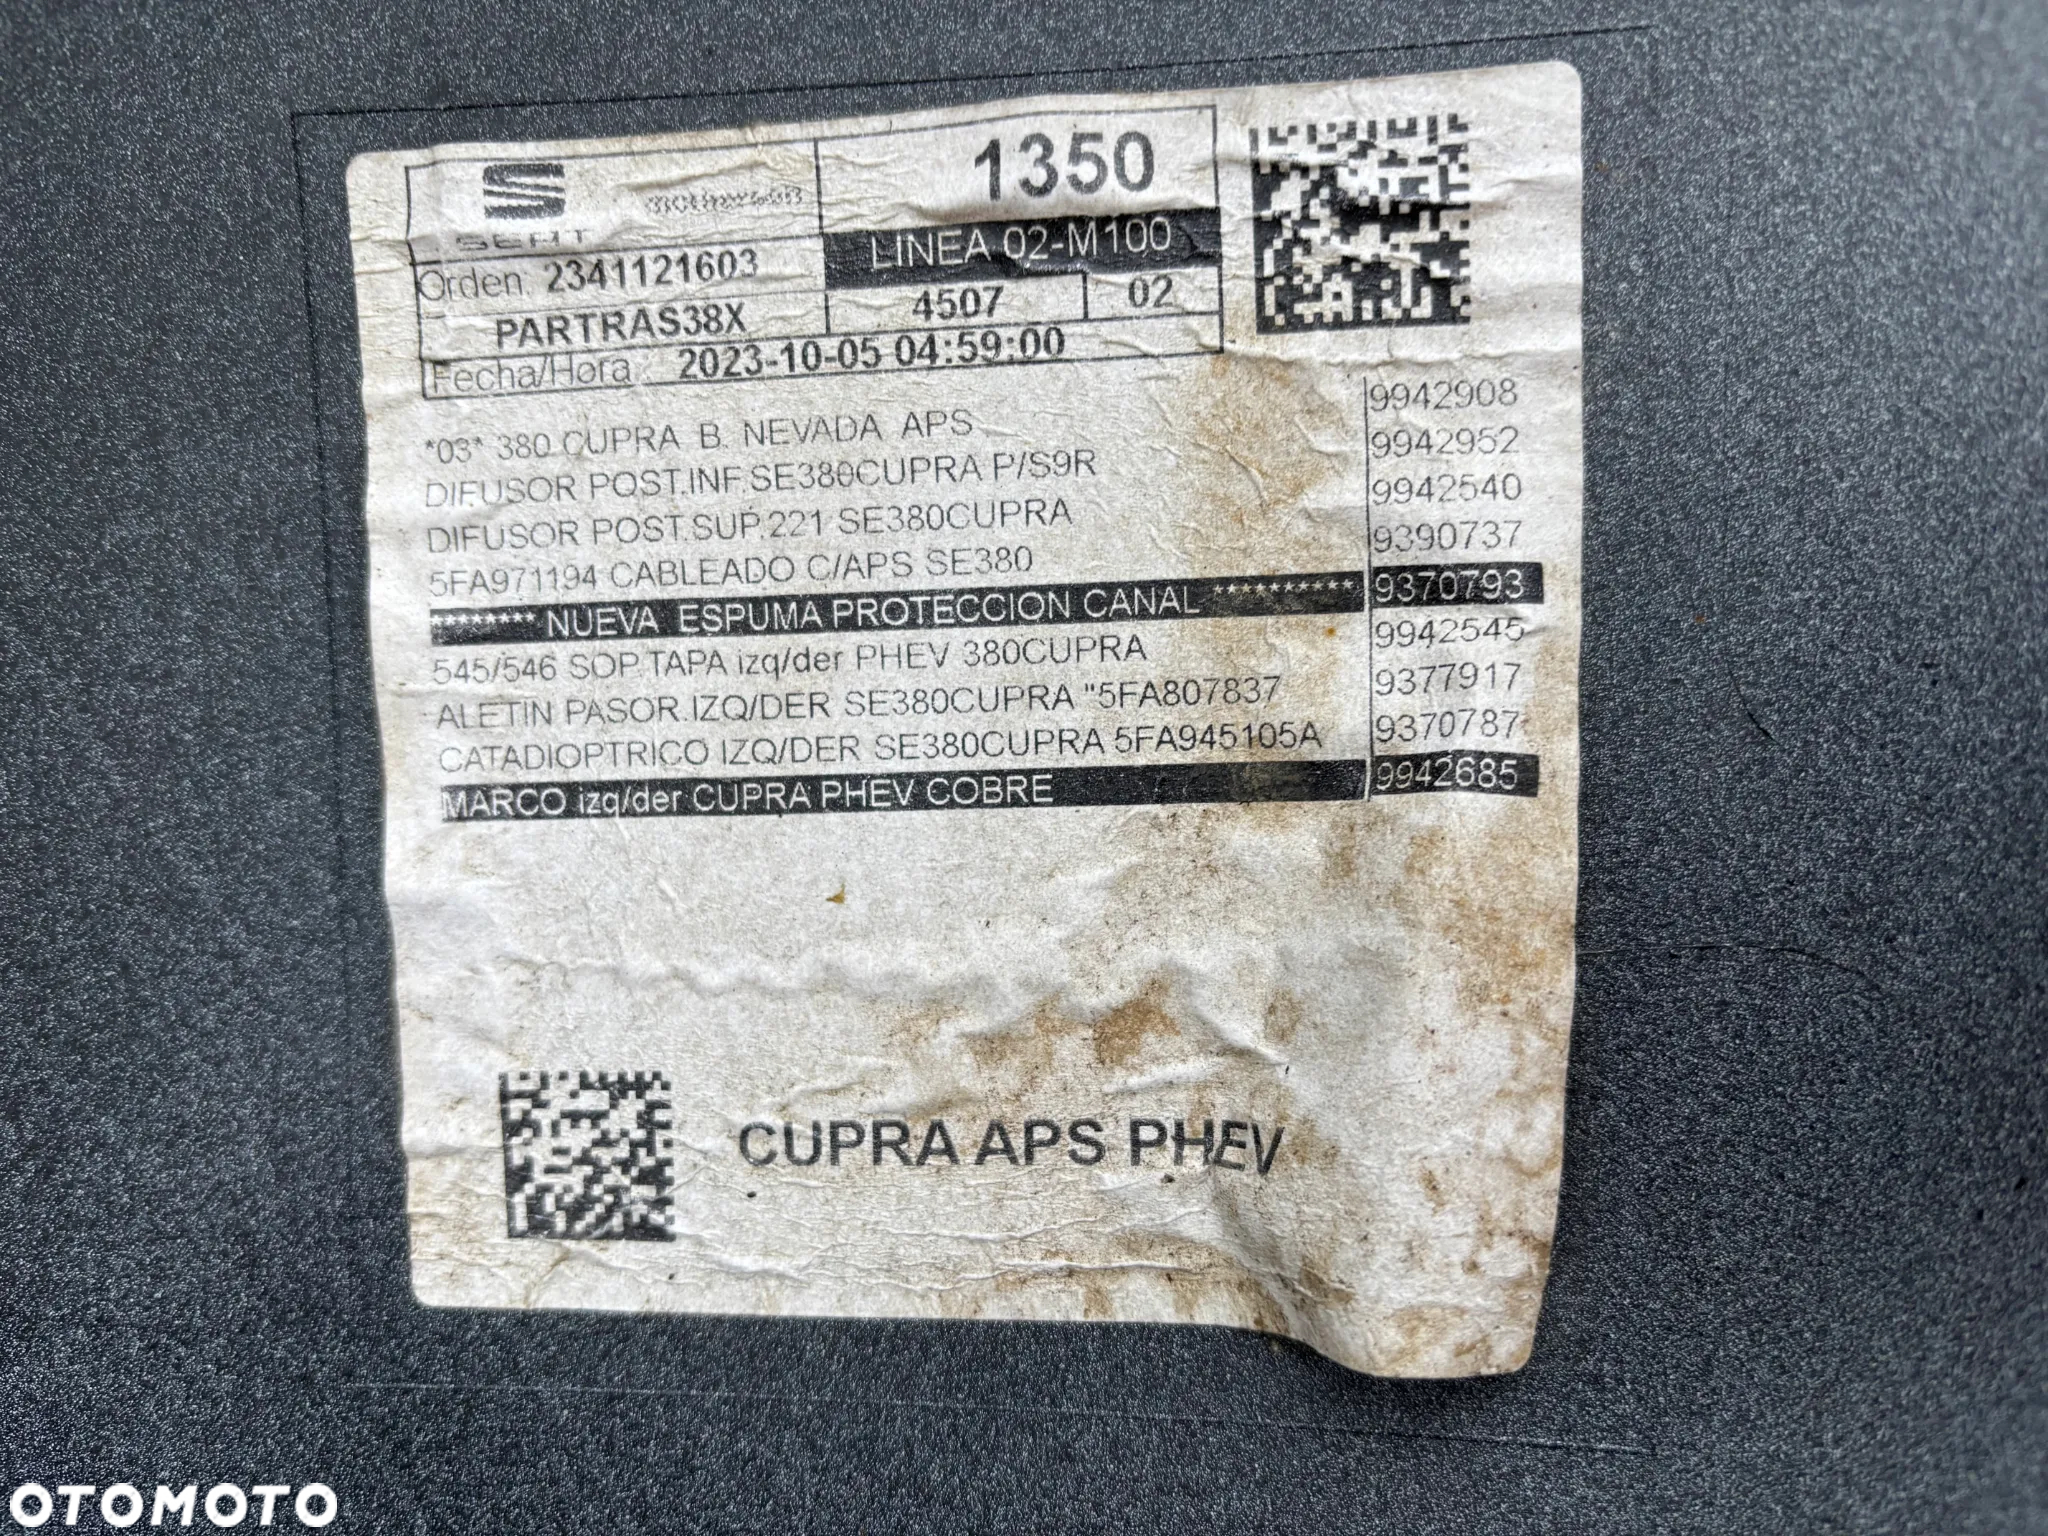 1350
SEAT
LINEA 02-M100
Orden: 2341121603
4507 02
PARTRAS38X
Fecha/Hora : 2023-10-05 04:59:00
*03* 380 CUPRA B. NEVADA APS 9942908
DIFUSOR POST.INF.SE380CUPRA P/S9R 9942952
DIFUSOR POST.SUP.221 SE380CUPRA 9942540
5FA971194 CABLEADO C/APS SE380 9390737
******** NUEVA ESPUMA PROTECCION CANAL ********** 9370793
545/546 SOP.TAPA izq/der PHEV 380CUPRA 9942545
ALETIN PASOR.IZQ/DER SE380CUPRA "5FA807837 9377917
CATADIOPTRICO IZQ/DER SE380CUPRA 5FA945105A 9370787
MARCO izq/der CUPRA PHEV COBRE 9942685
CUPRA APS PHEV
OTOMOTO